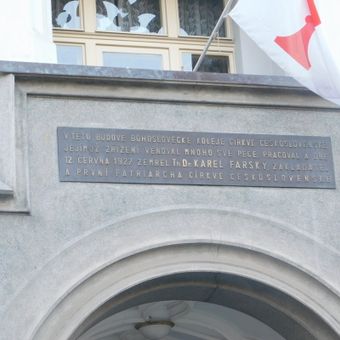 V TÉTO BUDOVĚ BOHOSLOVECKÉ KOLEJE CÍRKVE ČESKOSLOVENSKÉ
JEJÍMUŽ ZŘÍZENÍ VĚNOVAL MNOHO SVÉ PÉČE, PRACOVAL A DNE
12. ČERVNA 1927 ZEMŘEL ThDr KAREL FARSKÝ, ZAKLADATEL
A PRVNÍ PATRIARCHA CÍRKVE ČESKOSLOVENSKÉ